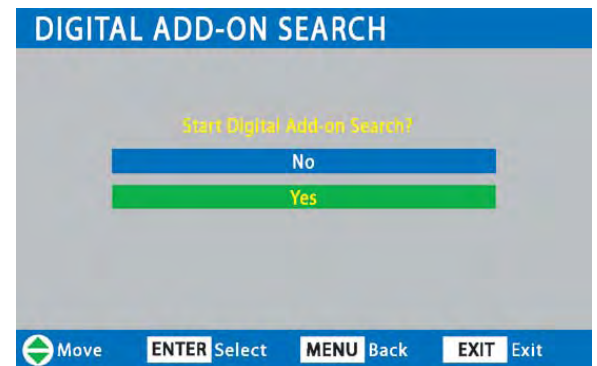 DIGITAL ADD-ON SEARCH
Start Digital Add-on Search?
No
Yes
Move ENTER Select MENU Back EXIT Exit